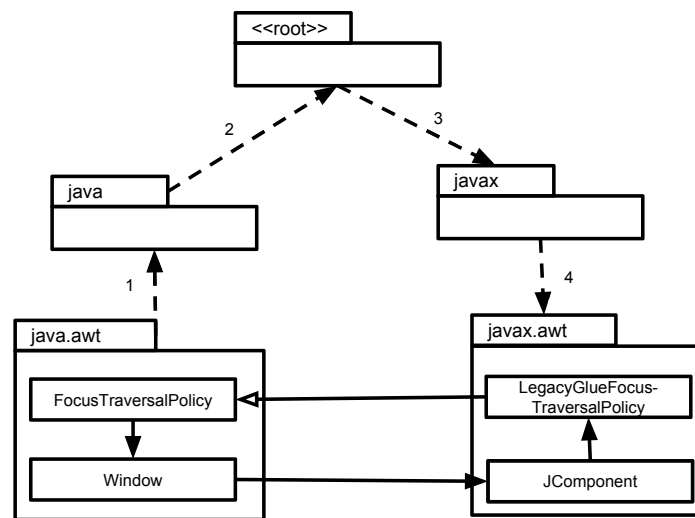 <<root>>
2
3
java
javax
1
4
java.awt
javax.awt
FocusTraversalPolicy
LegacyGlueFocus-
TraversalPolicy
Window
JComponent